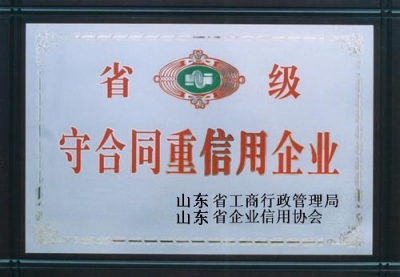 省 级
守合同重信用企业
山东省工商行政管理局
山东省企业信用协会